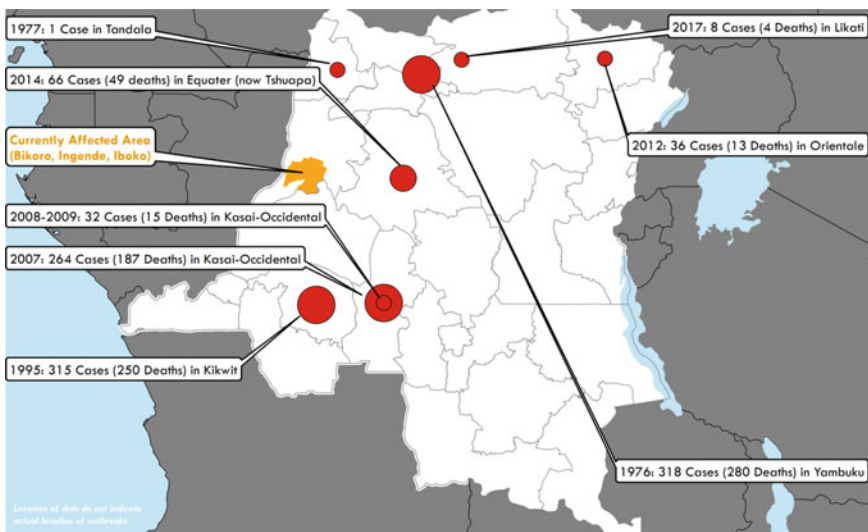 1977: 1 Case in Tandala
2017: 8 Cases (4 Deaths) in Likati
2014: 66 Cases (49 deaths) in Equater (now Tshuapa)
Currently Affected Area
(Bikoro, Ingende, Iboko)
2012: 36 Cases (13 Deaths) in Orientale
2008-2009: 32 Cases (15 Deaths) in Kasai-Occidental
2007: 264 Cases (187 Deaths) in Kasai-Occidental
1995: 315 Cases (250 Deaths) in Kikwit
1976: 318 Cases (280 Deaths) in Yambuku
Location of dots do not indicate
actual location of outbreaks